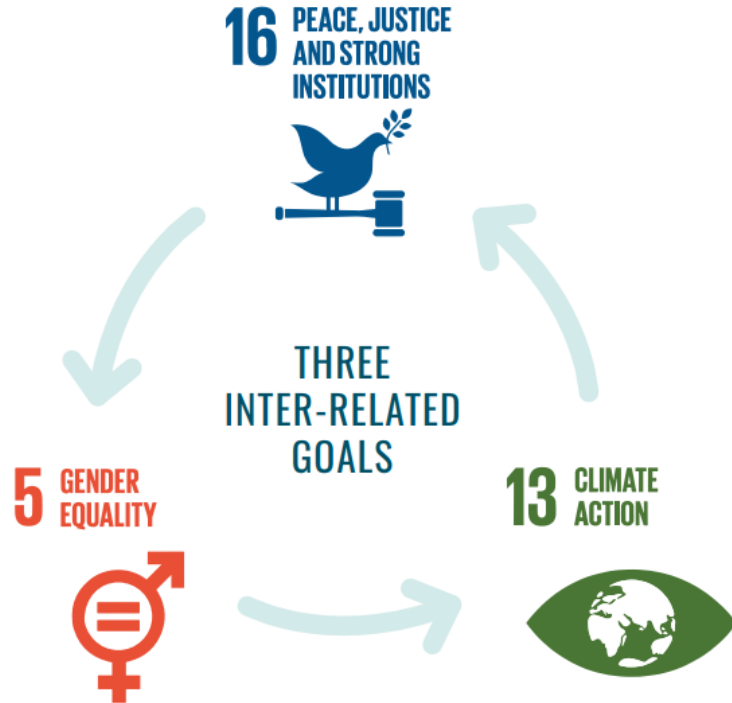 16 PEACE, JUSTICE
AND STRONG
INSTITUTIONS
THREE
INTER-RELATED
GOALS
5 GENDER
EQUALITY
13 CLIMATE
ACTION